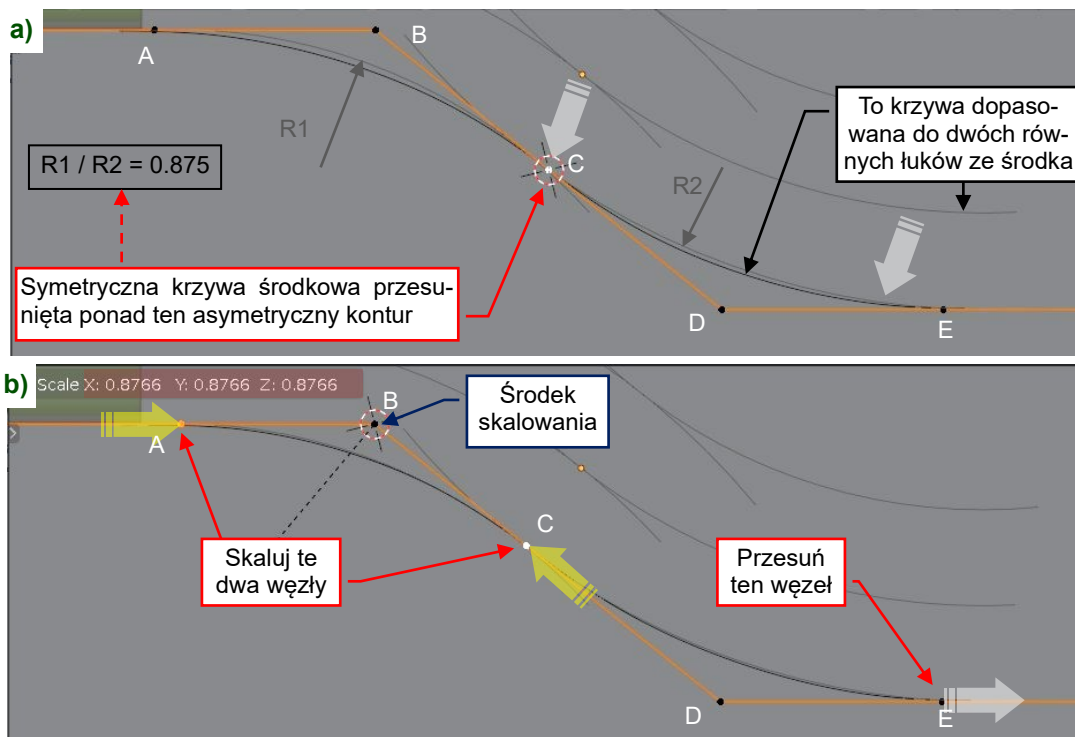 a)
A
B
R1
C
R2
To krzywa dopaso-
wana do dwóch rów-
nych łuków ze środka
R1 / R2 = 0.875
Symetryczna krzywa środkowa przesu-
nięta ponad ten asymetryczny kontur
D
E
b)
Scale X: 0.8766 Y: 0.8766 Z: 0.8766
B
Środek
skalowania
A
C
Skaluj te
dwa węzły
Przesuń
ten węzeł
D
E